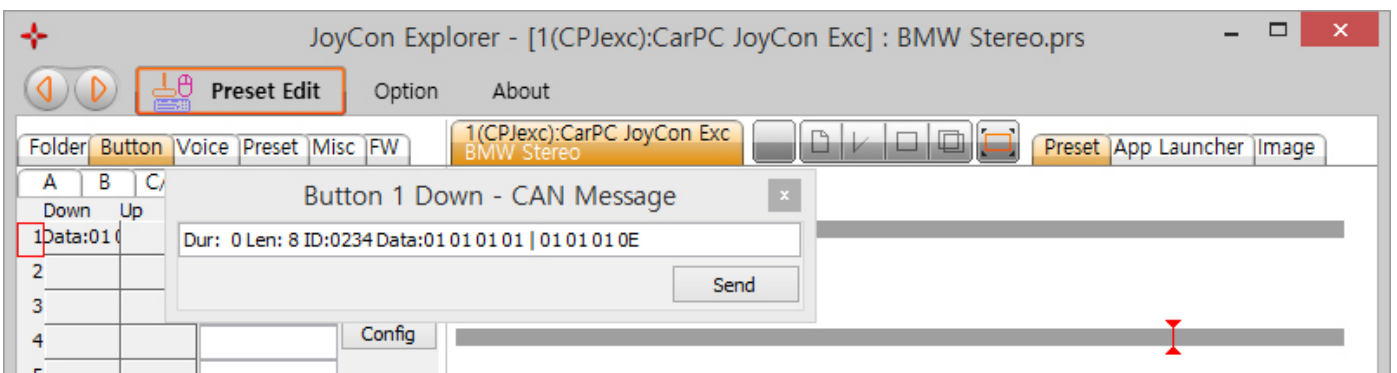 JoyCon Explorer - [1(CPJexc):CarPC JoyCon Exc] : BMW Stereo.prs
Preset Edit Option About
Folder Button Voice Preset Misc FW
1(CPJexc):CarPC JoyCon Exc
BMW Stereo
Preset App Launcher Image
A B C/
Button 1 Down - CAN Message x
Down Up
1 Data:01 0
Dur: 0 Len: 8 ID:0234 Data:01 01 01 01 | 01 01 01 0E
2
Send
3
4
Config